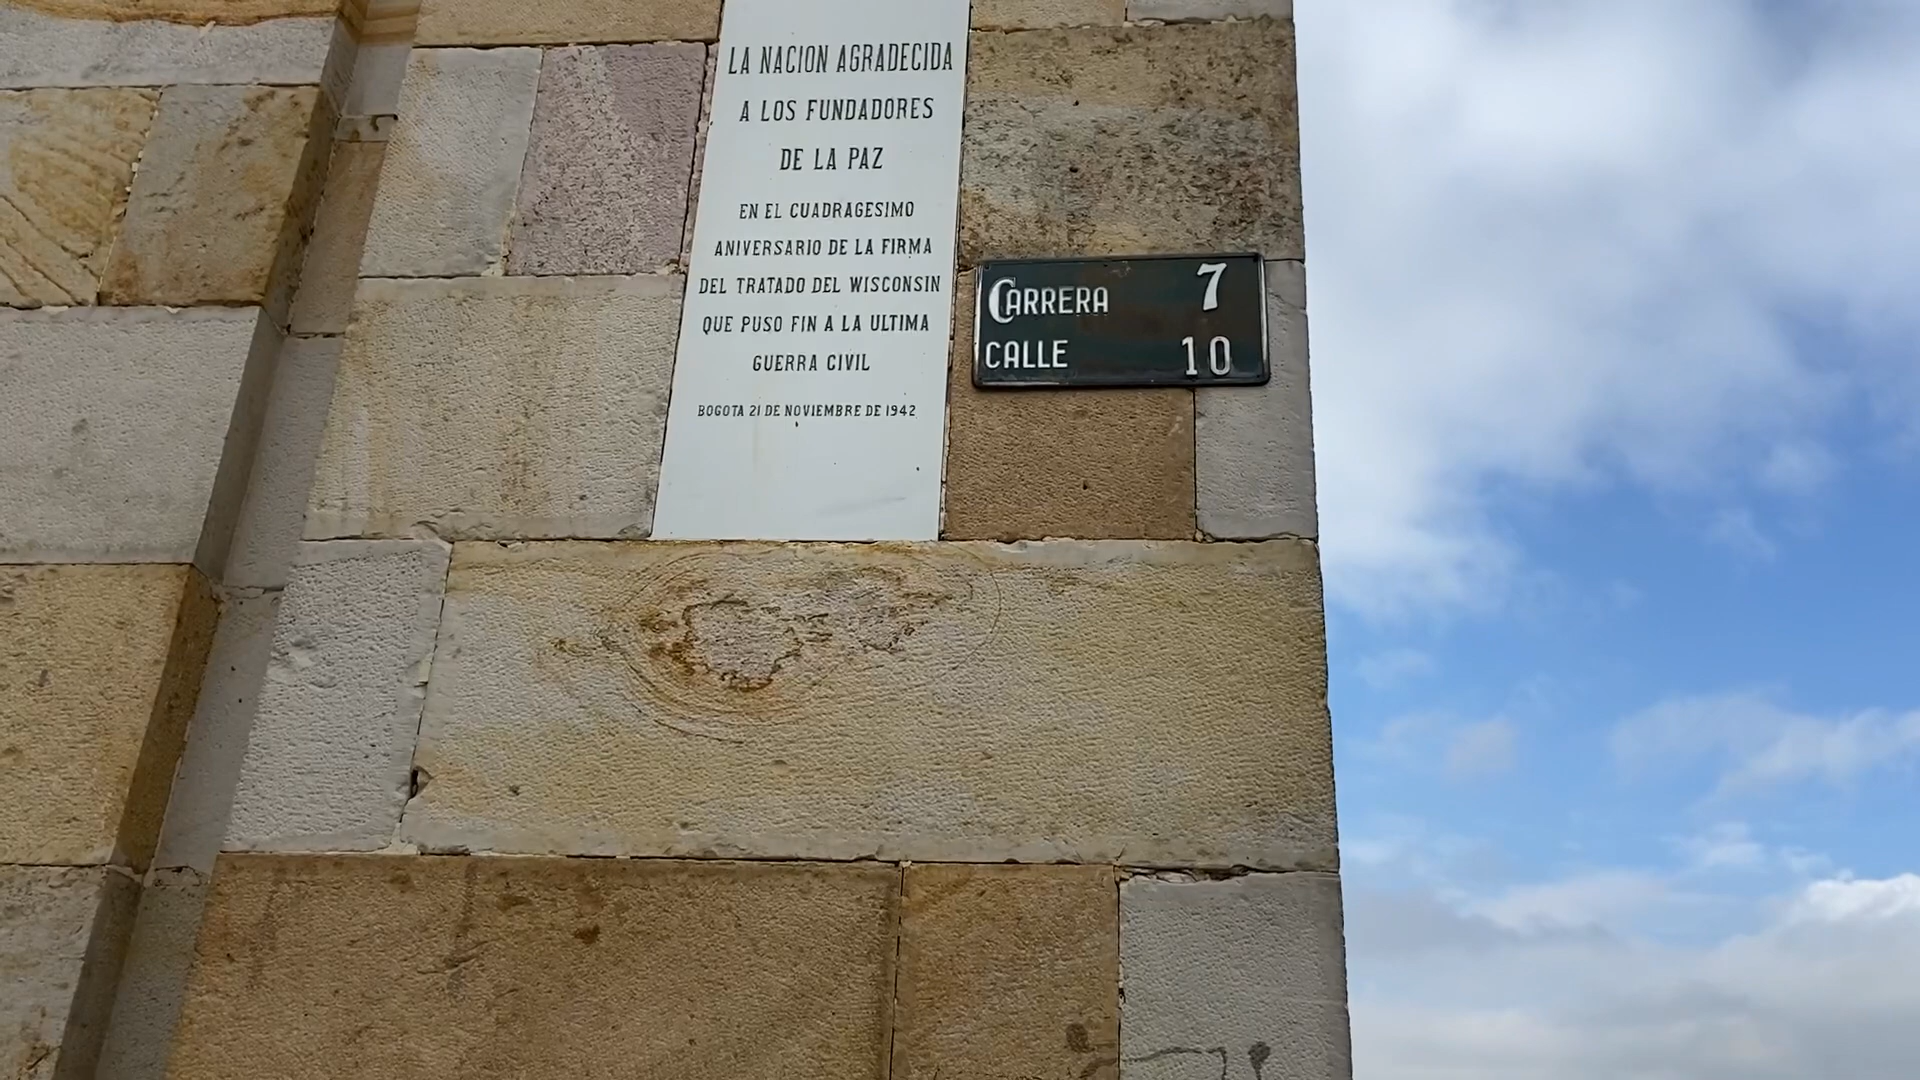 LA NACION AGRADECIDA
A LOS FUNDADORES
DE LA PAZ
EN EL CUADRAGESIMO
ANIVERSARIO DE LA FIRMA
DEL TRATADO DEL WISCONSIN
QUE PUSO FIN A LA ULTIMA
GUERRA CIVIL
BOGOTA 21 DE NOVIEMBRE DE 1942
CARRERA 7
CALLE 10